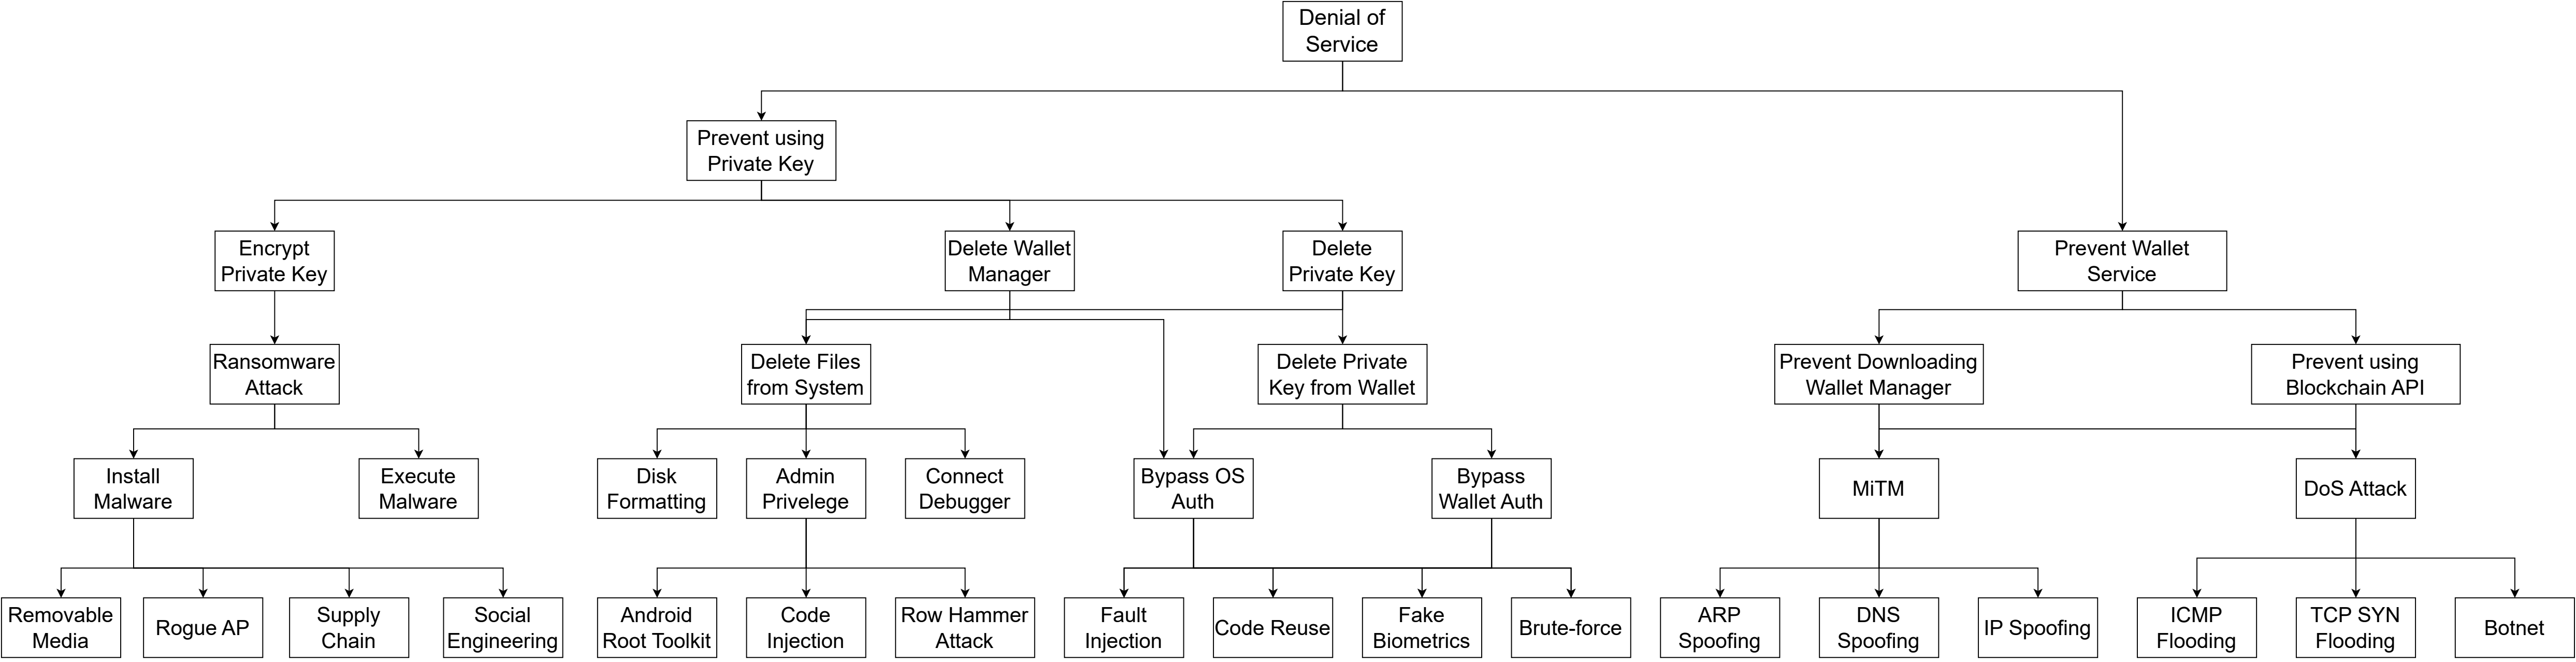 Denial of
Service
Prevent using
Private Key
Encrypt
Private Key
Delete Wallet
Manager
Delete
Private Key
Prevent Wallet
Service
Ransomware
Attack
Delete Files
from System
Delete Private
Key from Wallet
Prevent Downloading
Wallet Manager
Prevent using
Blockchain API
Install
Malware
Execute
Malware
Disk
Formatting
Admin
Privelege
Connect
Debugger
Bypass OS
Auth
Bypass
Wallet Auth
MiTM
DoS Attack
Removable
Media
Rogue AP
Supply
Chain
Social
Engineering
Android
Root Toolkit
Code
Injection
Row Hammer
Attack
Fault
Injection
Code Reuse
Fake
Biometrics
Brute-force
ARP
Spoofing
DNS
Spoofing
IP Spoofing
ICMP
Flooding
TCP SYN
Flooding
Botnet